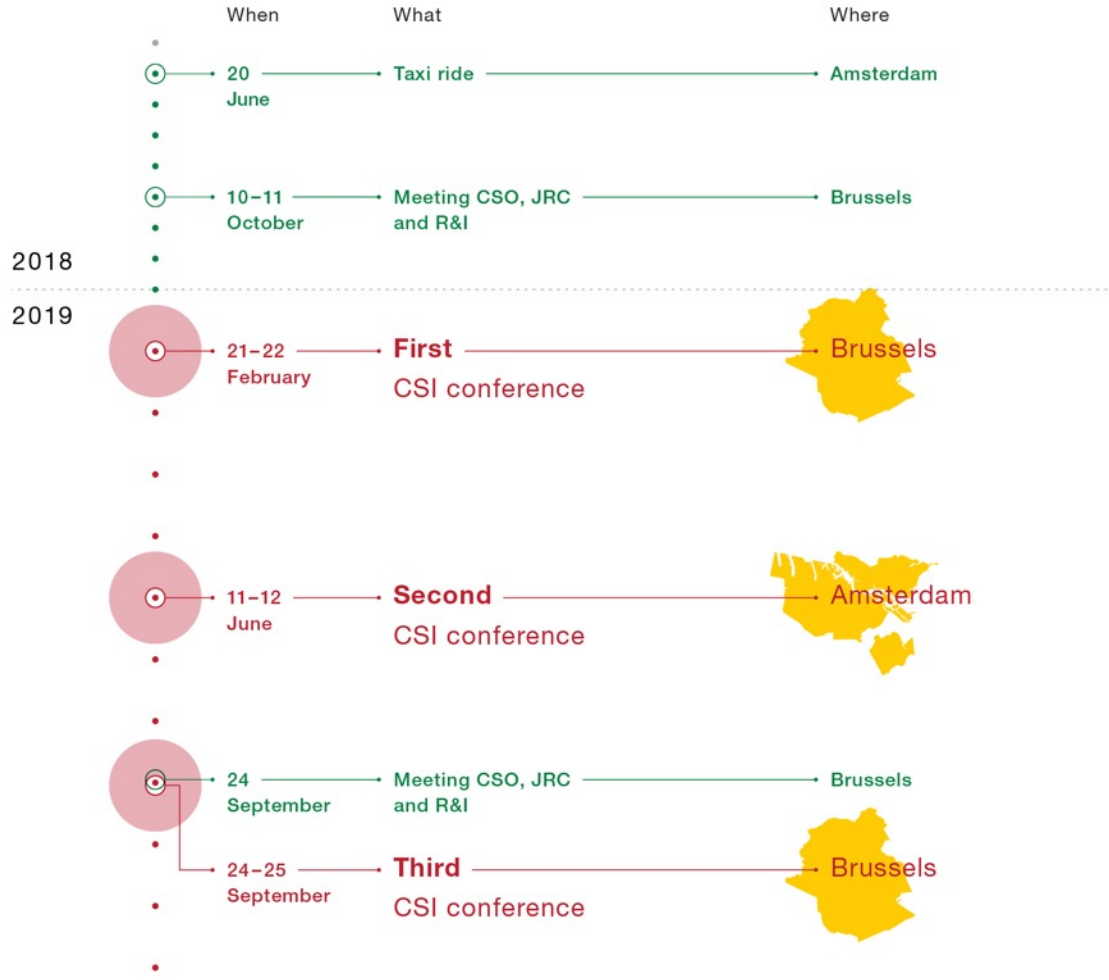 When What Where
20 Taxi ride Amsterdam
June
10–11 Meeting CSO, JRC Brussels
October and R&I
2018
2019
21–22 First Brussels
February CSI conference
11–12 Second Amsterdam
June CSI conference
24 Meeting CSO, JRC Brussels
September and R&I
24–25 Third Brussels
September CSI conference